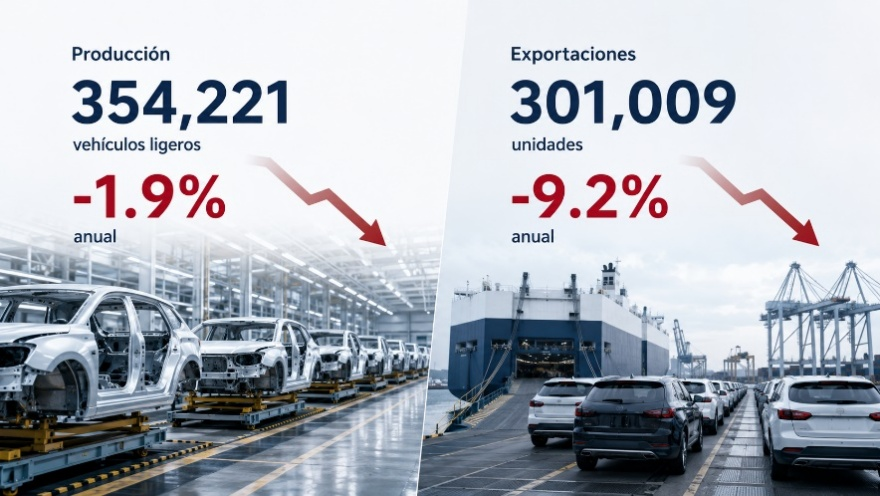 Producción
354,221
vehículos ligeros
-1.9%
anual
Exportaciones
301,009
unidades
-9.2%
anual